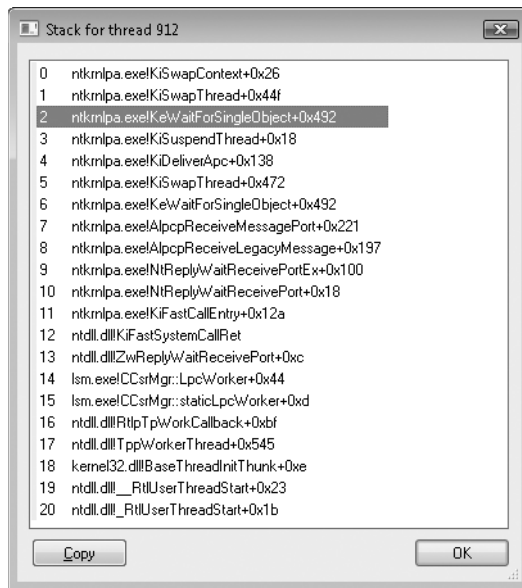 Stack for thread 912
0 ntkrnlpa.exe!KiSwapContext+0x26
1 ntkrnlpa.exe!KiSwapThread+0x44f
2 ntkrnlpa.exe!KeWaitForSingleObject+0x492
3 ntkrnlpa.exe!KiSuspendThread+0x18
4 ntkrnlpa.exe!KiDeliverApc+0x138
5 ntkrnlpa.exe!KiSwapThread+0x472
6 ntkrnlpa.exe!KeWaitForSingleObject+0x492
7 ntkrnlpa.exe!AlpcpReceiveMessagePort+0x221
8 ntkrnlpa.exe!AlpcpReceiveLegacyMessage+0x197
9 ntkrnlpa.exe!NtReplyWaitReceivePortEx+0x100
10 ntkrnlpa.exe!NtReplyWaitReceivePort+0x18
11 ntkrnlpa.exe!KiFastCallEntry+0x12a
12 ntdll.dll!KiFastSystemCallRet
13 ntdll.dll!ZwReplyWaitReceivePort+0xc
14 lsm.exe!CCsrMgr::LpcWorker+0x44
15 lsm.exe!CCsrMgr::staticLpcWorker+0xd
16 ntdll.dll!RtlpTpWorkCallback+0xbf
17 ntdll.dll!TppWorkerThread+0x545
18 kernel32.dll!BaseThreadInitThunk+0xe
19 ntdll.dll!__RtlUserThreadStart+0x23
20 ntdll.dll!_RtlUserThreadStart+0x1b
Copy OK